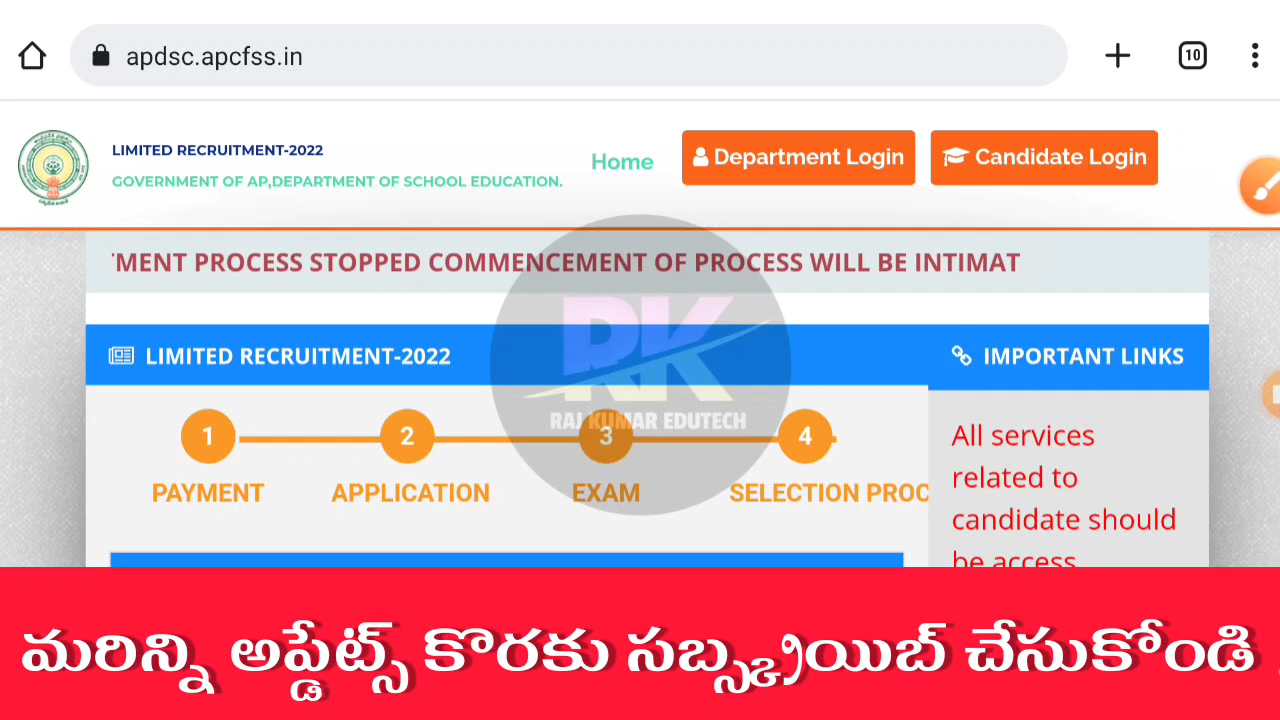 apdsc.apcfss.in
10
LIMITED RECRUITMENT-2022
GOVERNMENT OF AP,DEPARTMENT OF SCHOOL EDUCATION.
Home
Department Login
Candidate Login
'MENT PROCESS STOPPED COMMENCEMENT OF PROCESS WILL BE INTIMAT
LIMITED RECRUITMENT-2022
IMPORTANT LINKS
RK
RAJ KUMAR EDUTECH
1 2 3 4
PAYMENT APPLICATION EXAM SELECTION PROC
All services
related to
candidate should
be access
మరిన్ని అప్డేట్స్ కొరకు సబ్స్క్రయిబ్ చేసుకోండి